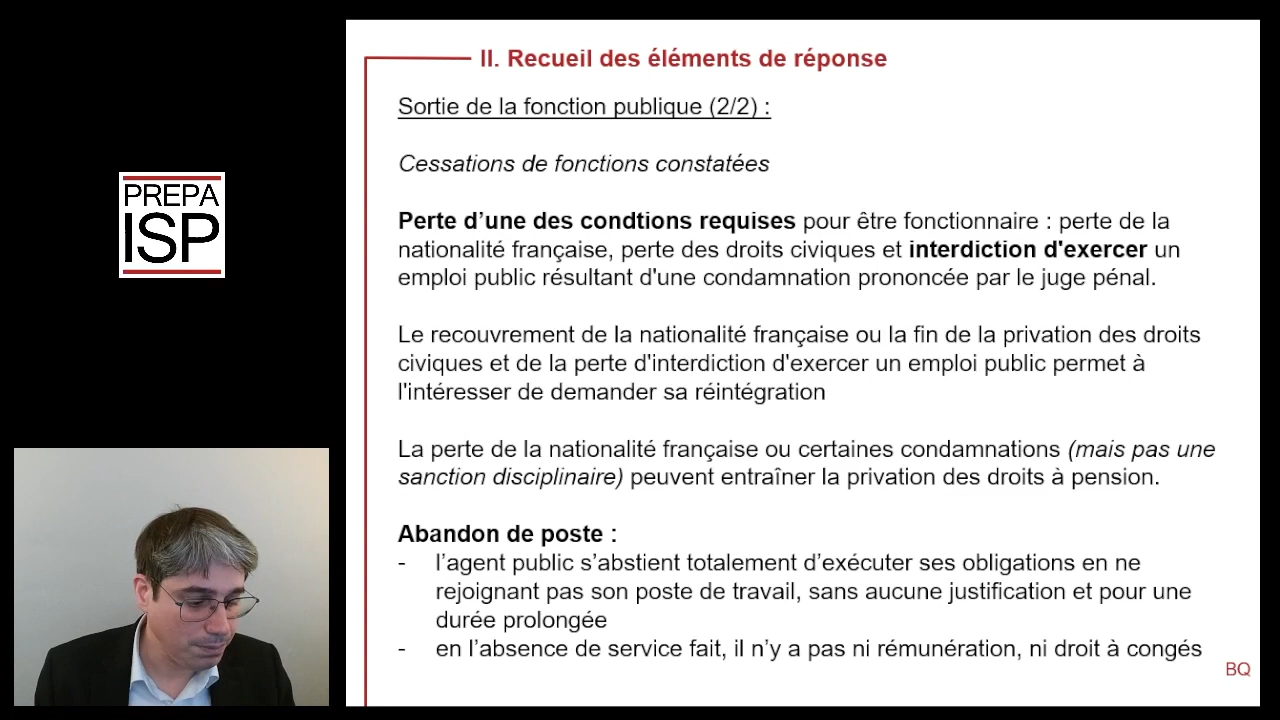 PREPA
ISP
II. Recueil des éléments de réponse
Sortie de la fonction publique (2/2) :
Cessations de fonctions constatées
Perte d’une des condtions requises pour être fonctionnaire : perte de la
nationalité française, perte des droits civiques et interdiction d'exercer un
emploi public résultant d'une condamnation prononcée par le juge pénal.
Le recouvrement de la nationalité française ou la fin de la privation des droits
civiques et de la perte d'interdiction d'exercer un emploi public permet à
l'intéresser de demander sa réintégration
La perte de la nationalité française ou certaines condamnations (mais pas une
sanction disciplinaire) peuvent entraîner la privation des droits à pension.
Abandon de poste :
- l’agent public s’abstient totalement d’exécuter ses obligations en ne
rejoignant pas son poste de travail, sans aucune justification et pour une
durée prolongée
- en l’absence de service fait, il n’y a pas ni rémunération, ni droit à congés
BQ